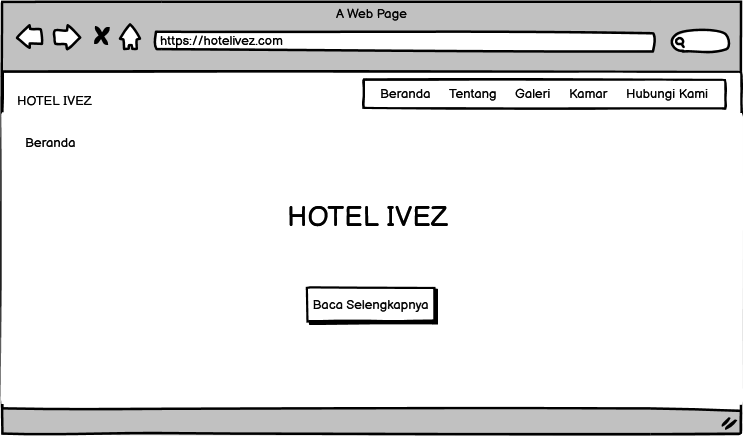 A Web Page
https://hotelivez.com
HOTEL IVEZ
Beranda Tentang Galeri Kamar Hubungi Kami
Beranda
HOTEL IVEZ
Baca Selengkapnya